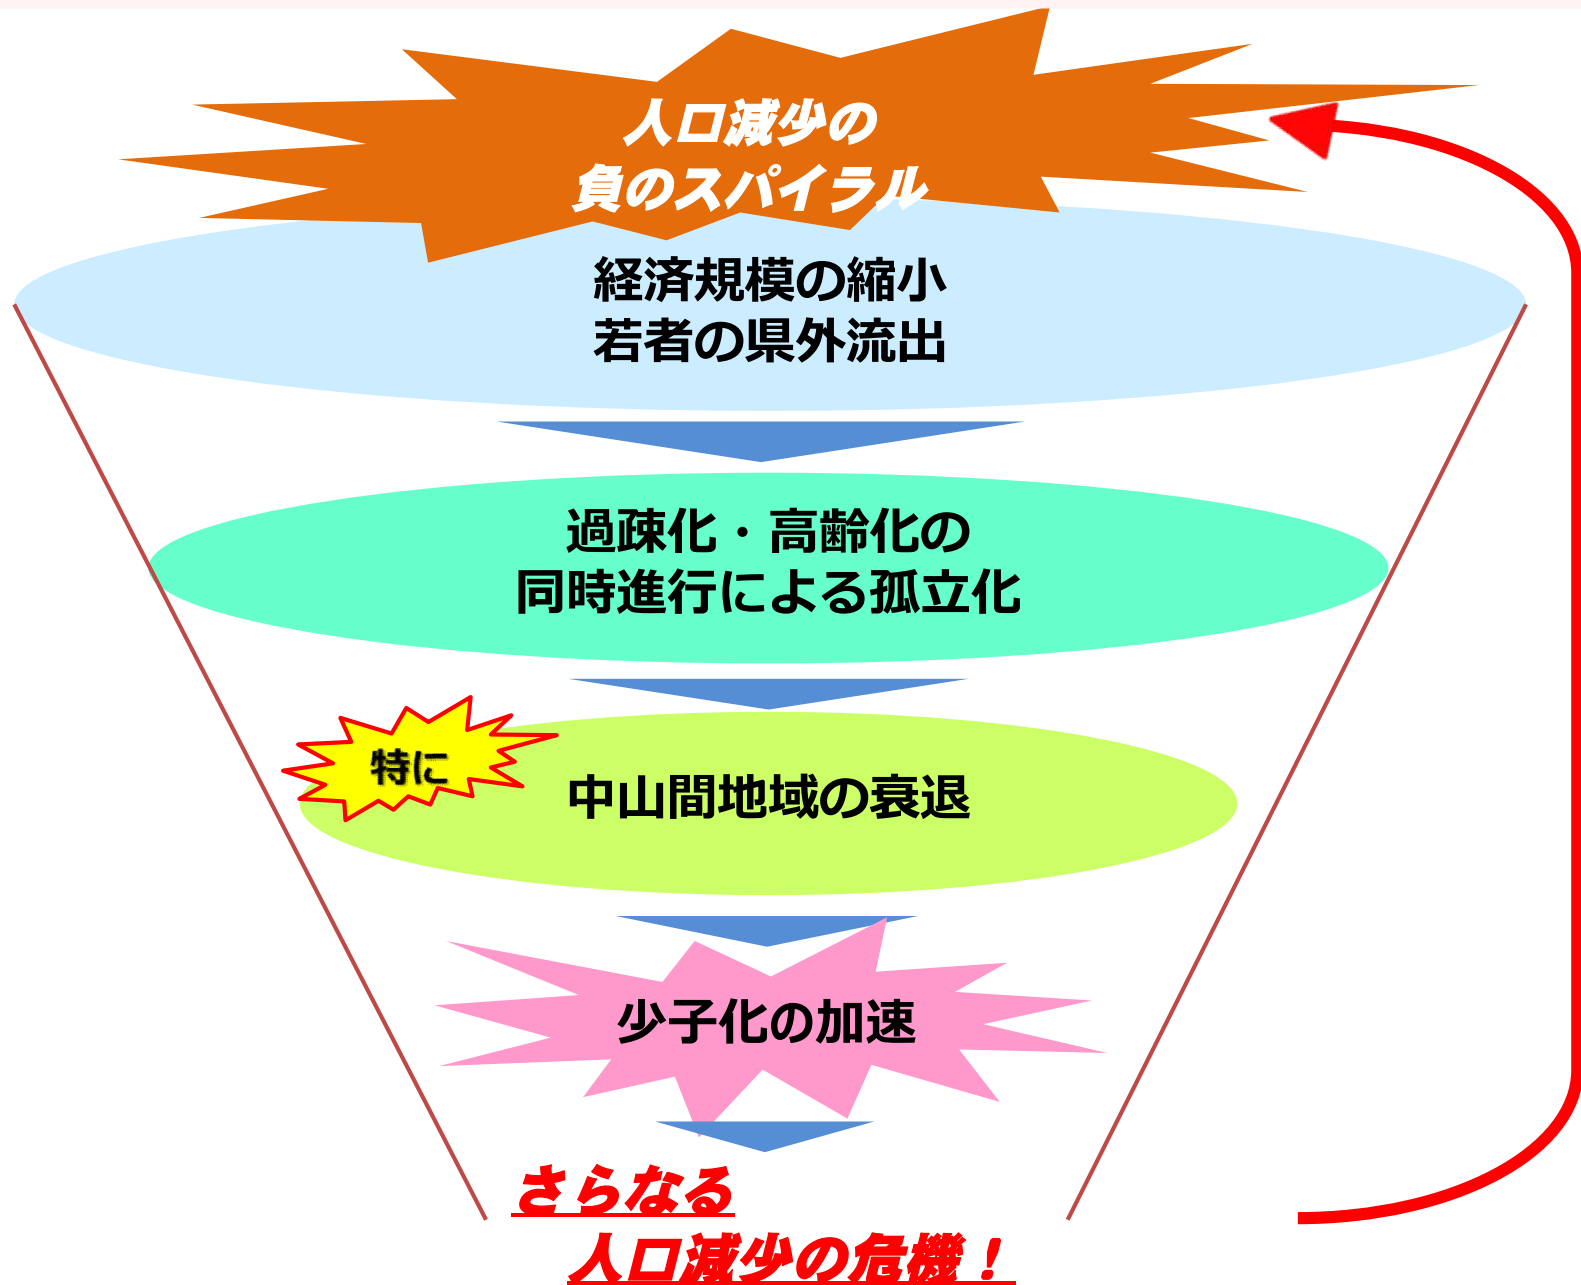 人口減少の
負のスパイラル
経済規模の縮小
若者の県外流出
過疎化・高齢化の
同時進行による孤立化
特に
中山間地域の衰退
少子化の加速
さらなる
人口減少の危機！